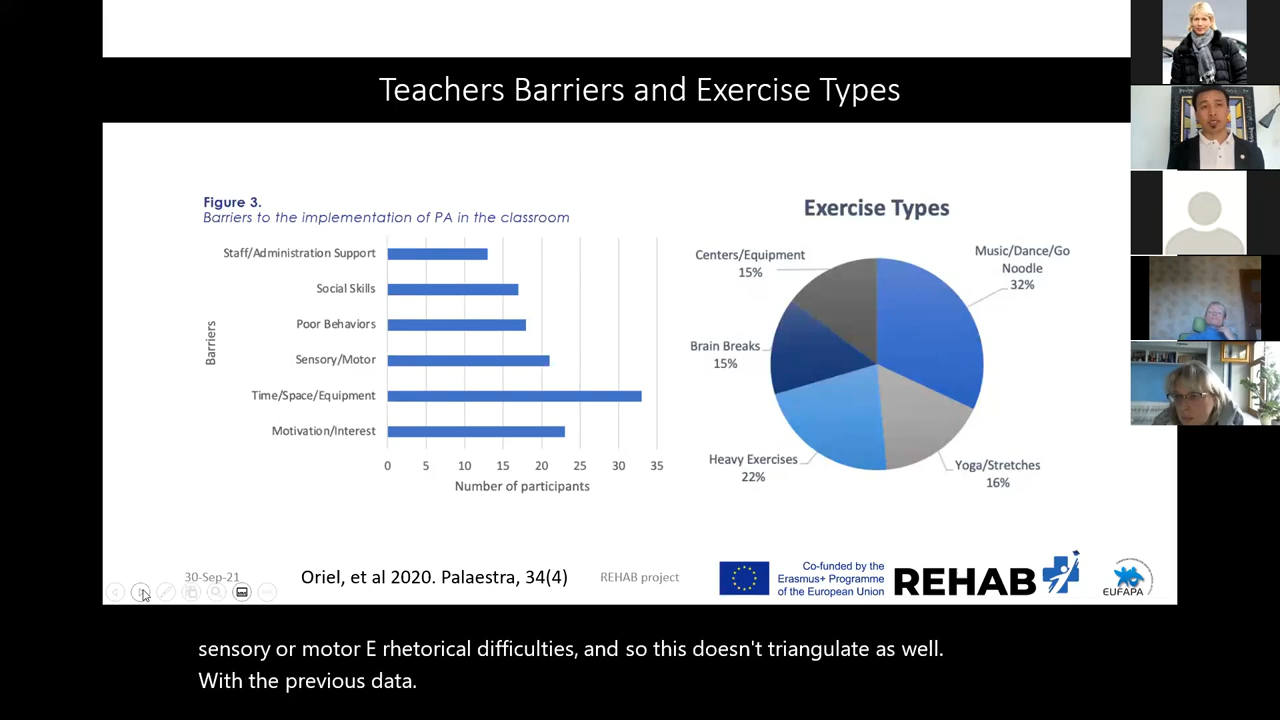 Teachers Barriers and Exercise Types
Figure 3.
Barriers to the implementation of PA in the classroom
Barriers
Staff/Administration Support
Social Skills
Poor Behaviors
Sensory/Motor
Time/Space/Equipment
Motivation/Interest
0 5 10 15 20 25 30 35
Number of participants
Exercise Types
Centers/Equipment
15%
Music/Dance/Go
Noodle
32%
Brain Breaks
15%
Heavy Exercises
22%
Yoga/Stretches
16%
30-Sep-21
Oriel, et al 2020. Palaestra, 34(4)
REHAB project
Co-funded by the
Erasmus+ Programme
of the European Union
REHAB
EUFAPA
sensory or motor E rhetorical difficulties, and so this doesn't triangulate as well.
With the previous data.